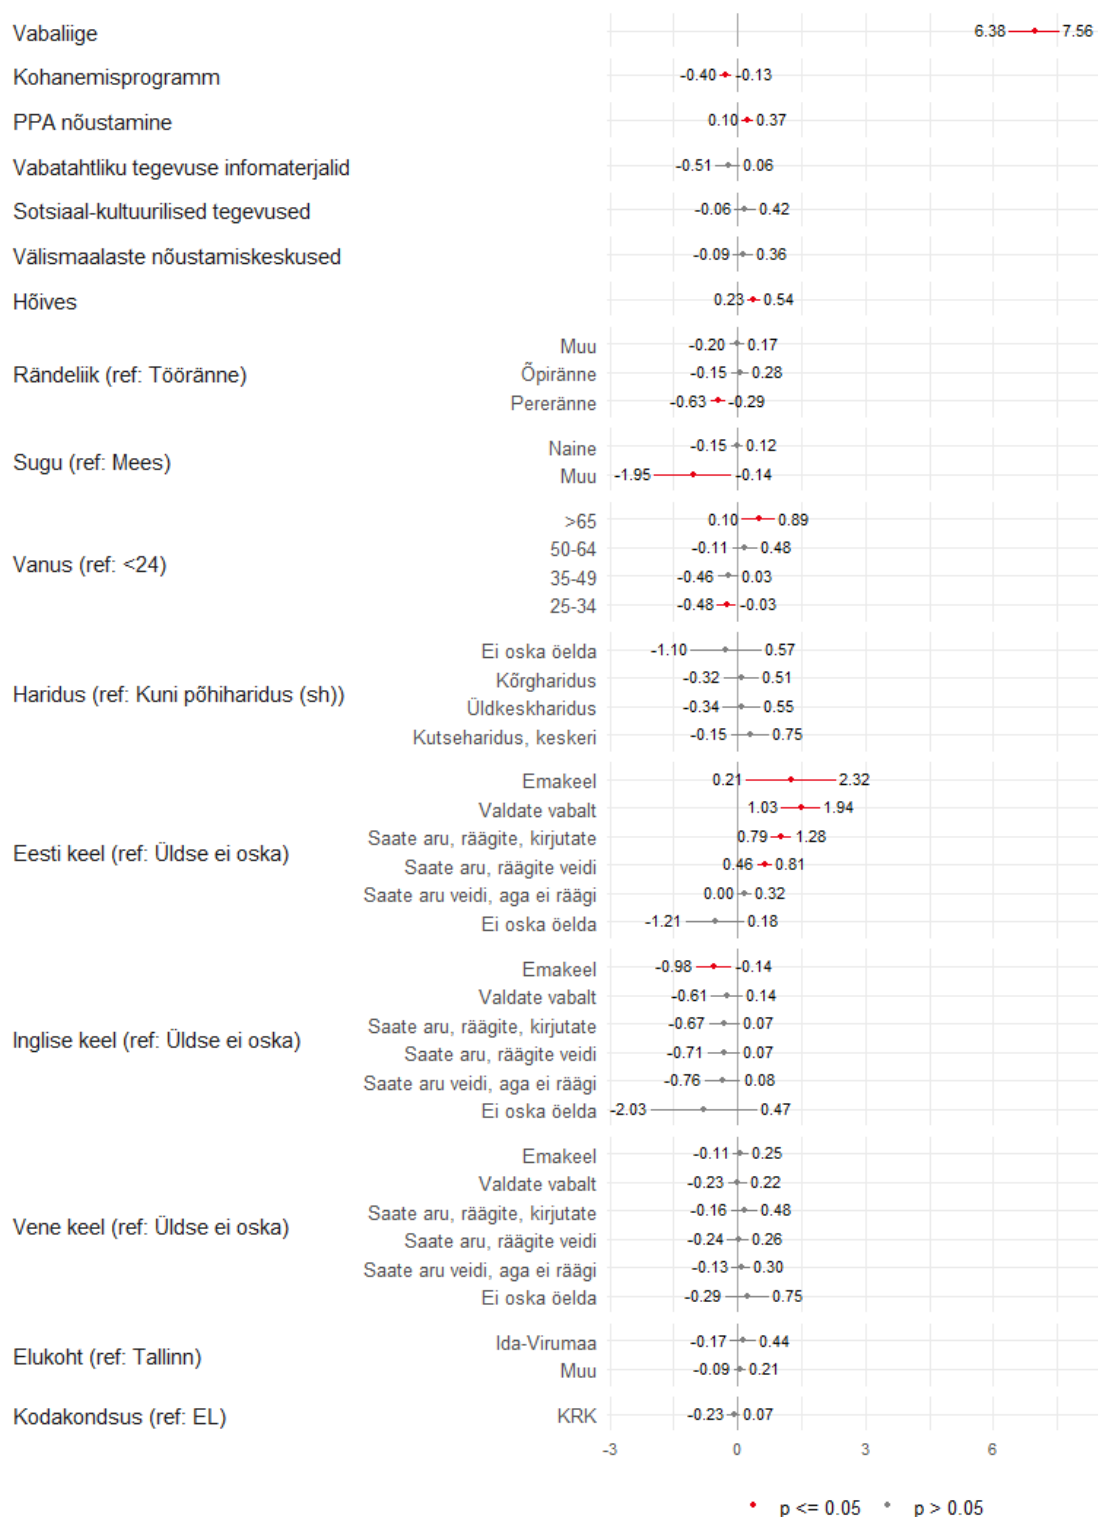 Vabaliige 6.38 7.56
Kohanemisprogramm -0.40 -0.13
PPA nõustamine 0.10 0.37
Vabatahtliku tegevuse infomaterjalid -0.51 0.06
Sotsiaal-kultuurilised tegevused -0.06 0.42
Välismaalaste nõustamiskeskused -0.09 0.36
Hõives 0.23 0.54
Rändeliik (ref: Tööränne)
Muu -0.20 0.17
Õpiränne -0.15 0.28
Pereränne -0.63 -0.29
Sugu (ref: Mees)
Naine -0.15 0.12
Muu -1.95 -0.14
Vanus (ref: <24)
>65 0.10 0.89
50-64 -0.11 0.48
35-49 -0.46 0.03
25-34 -0.48 -0.03
Haridus (ref: Kuni põhiharidus (sh))
Ei oska öelda -1.10 0.57
Kõrgharidus -0.32 0.51
Üldkeskharidus -0.34 0.55
Kutseharidus, keskeri -0.15 0.75
Eesti keel (ref: Üldse ei oska)
Emakeel 0.21 2.32
Valdate vabalt 1.03 1.94
Saate aru, räägite, kirjutate 0.79 1.28
Saate aru, räägite veidi 0.46 0.81
Saate aru veidi, aga ei räägi 0.00 0.32
Ei oska öelda -1.21 0.18
Inglise keel (ref: Üldse ei oska)
Emakeel -0.98 -0.14
Valdate vabalt -0.61 0.14
Saate aru, räägite, kirjutate -0.67 0.07
Saate aru, räägite veidi -0.71 0.07
Saate aru veidi, aga ei räägi -0.76 0.08
Ei oska öelda -2.03 0.47
Vene keel (ref: Üldse ei oska)
Emakeel -0.11 0.25
Valdate vabalt -0.23 0.22
Saate aru, räägite, kirjutate -0.16 0.48
Saate aru, räägite veidi -0.24 0.26
Saate aru veidi, aga ei räägi -0.13 0.30
Ei oska öelda -0.29 0.75
Elukoht (ref: Tallinn)
Ida-Virumaa -0.17 0.44
Muu -0.09 0.21
Kodakondsus (ref: EL)
KRK -0.23 0.07
-3 0 3 6
p <= 0.05 p > 0.05